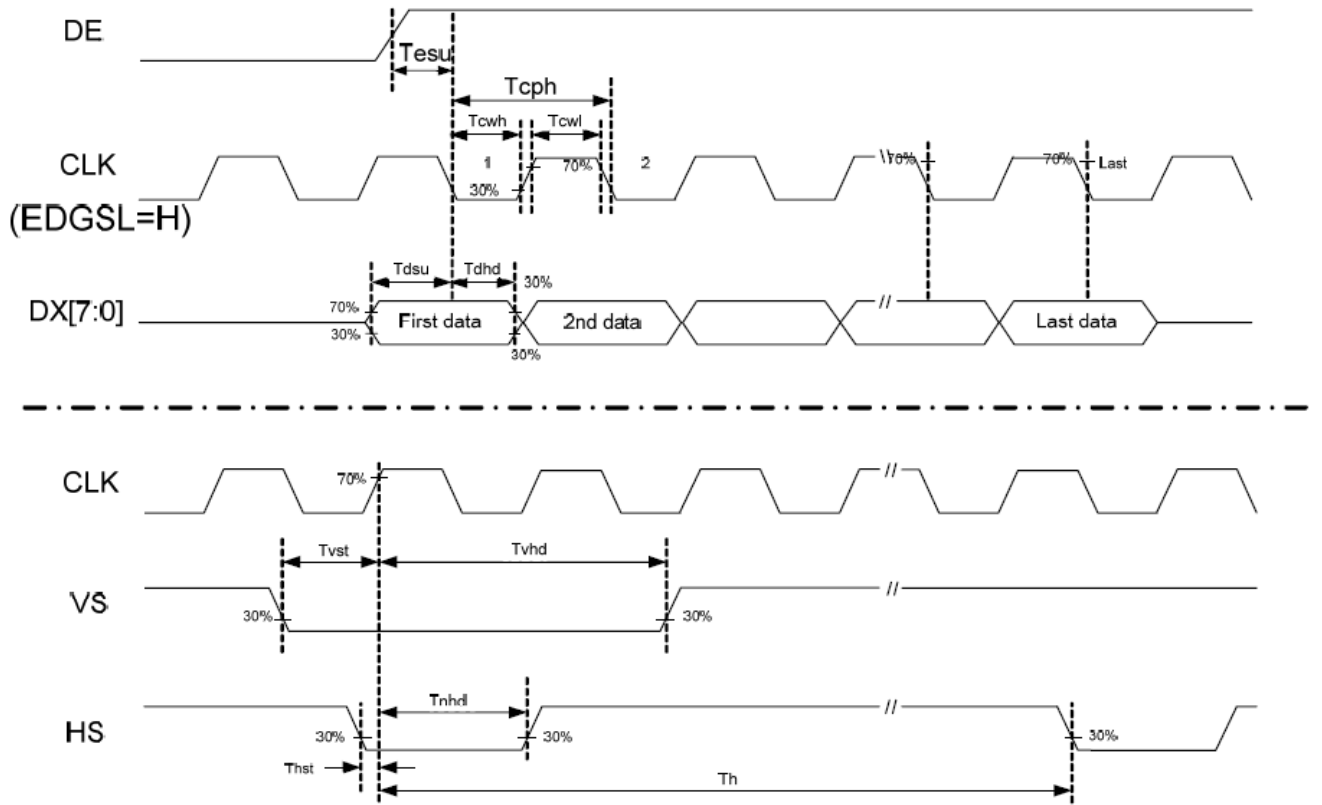 DE
Tesu
Tcph
Tcwh
Tcwl
CLK
1
70%
2
70%
70%
Last
30%
(EDGSL=H)
Tdsu
Tdhd
30%
DX[7:0]
70%
First data
2nd data
//
Last data
30%
30%
CLK
70%
//
Tvst
Tvhd
VS
30%
30%
//
HS
30%
30%
//
30%
Thst
Th